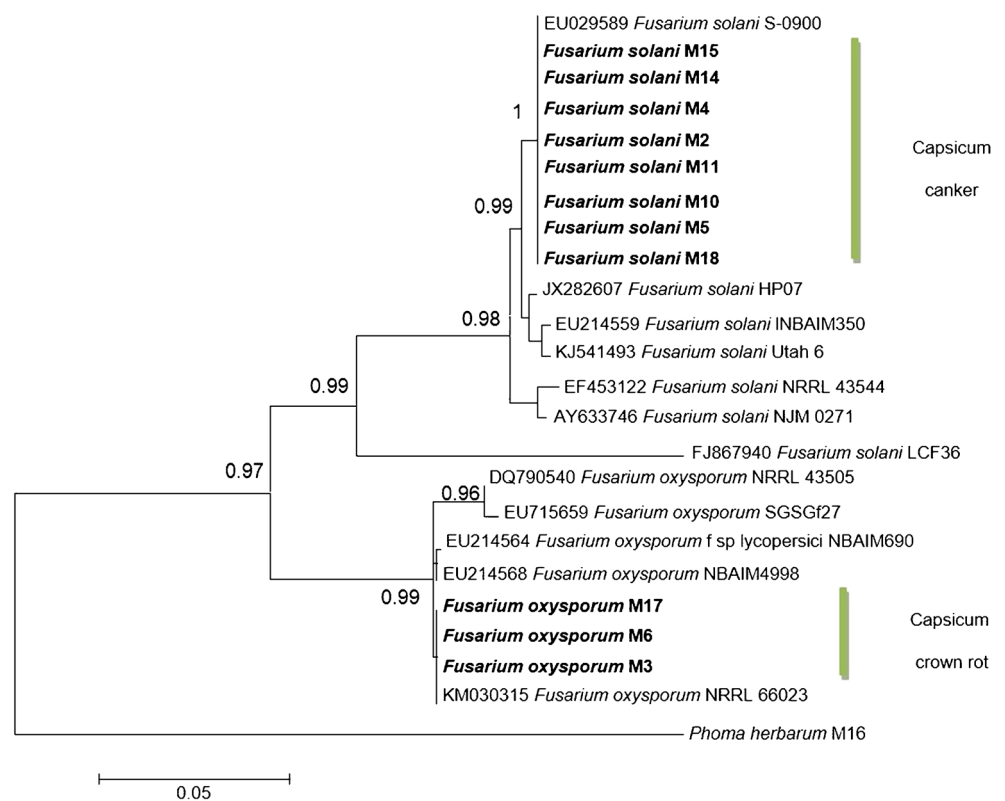 EU029589 Fusarium solani S-0900
Fusarium solani M15
Fusarium solani M14
1
Fusarium solani M4
Fusarium solani M2
Capsicum
canker
Fusarium solani M11
Fusarium solani M10
0.99
Fusarium solani M5
Fusarium solani M18
JX282607 Fusarium solani HP07
0.98
EU214559 Fusarium solani INBAIM350
KJ541493 Fusarium solani Utah 6
0.99
EF453122 Fusarium solani NRRL 43544
AY633746 Fusarium solani NJM 0271
FJ867940 Fusarium solani LCF36
0.97
DQ790540 Fusarium oxysporum NRRL 43505
0.96
EU715659 Fusarium oxysporum SGSGf27
EU214564 Fusarium oxysporum f sp lycopersici NBAIM690
EU214568 Fusarium oxysporum NBAIM4998
0.99
Fusarium oxysporum M17
Capsicum
crown rot
Fusarium oxysporum M6
Fusarium oxysporum M3
KM030315 Fusarium oxysporum NRRL 66023
Phoma herbarum M16
0.05